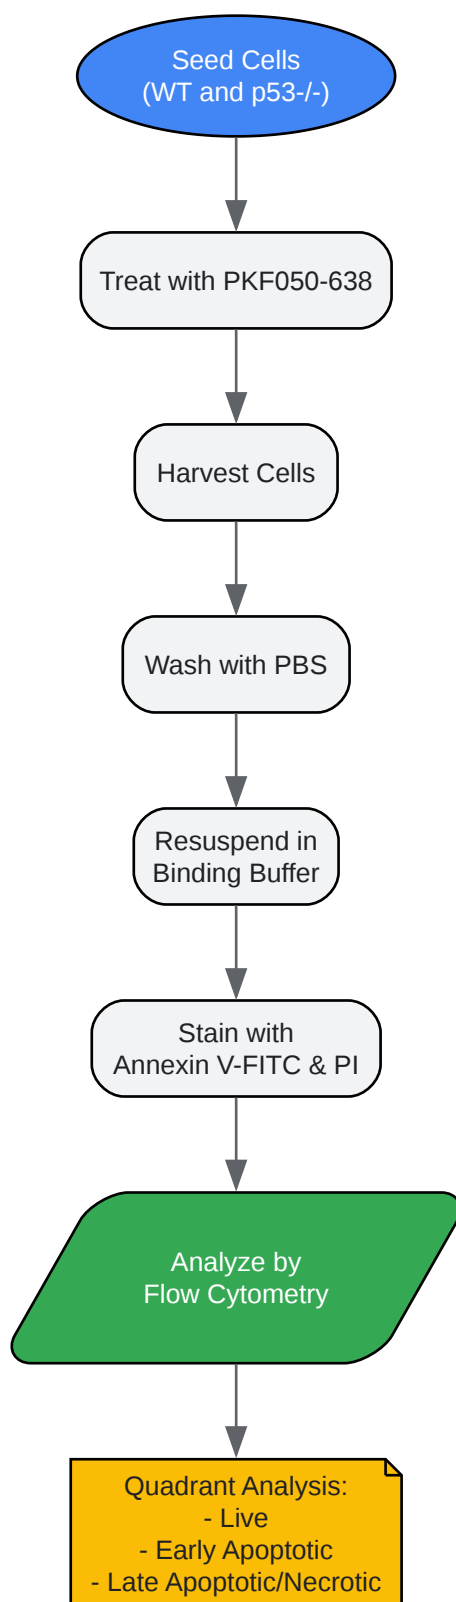 Seed Cells
(WT and p53-/-)
Treat with PKF050-638
Harvest Cells
Wash with PBS
Resuspend in
Binding Buffer
Stain with
Annexin V-FITC & PI
Analyze by
Flow Cytometry
Quadrant Analysis:
- Live
- Early Apoptotic
- Late Apoptotic/Necrotic